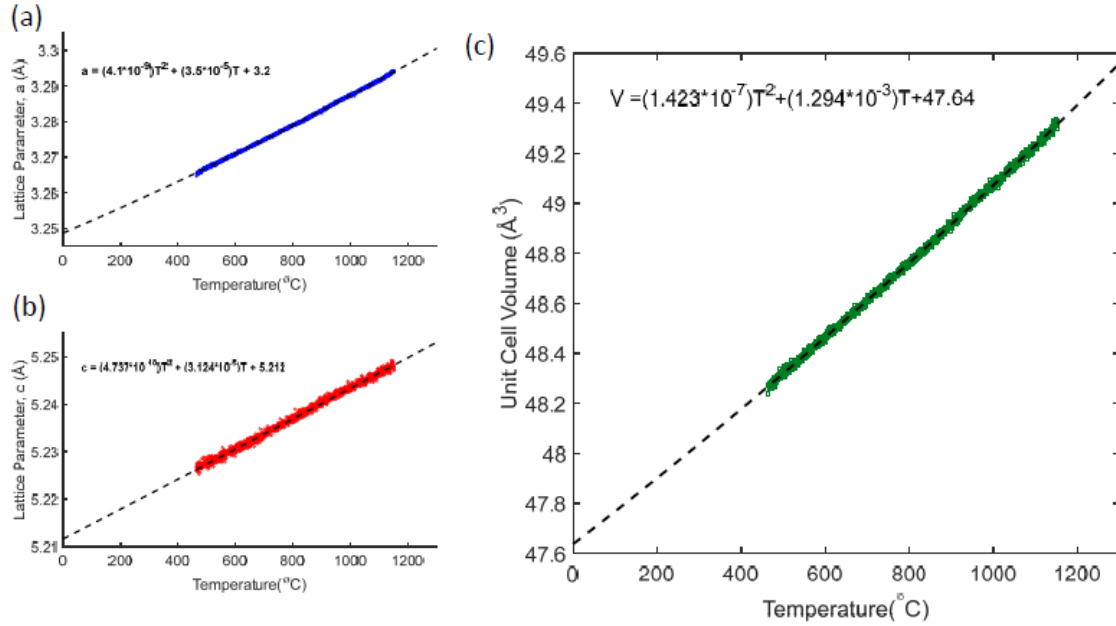 (a)
3.3
3.29
3.28
3.27
3.26
3.25
Lattice Parameter, a (Å)
a = (4.1*10^-9)T^2 + (3.5*10^-5)T + 3.2
0 200 400 600 800 1000 1200
Temperature(°C)
(b)
5.25
5.24
5.23
5.22
5.21
Lattice Parameter, c (Å)
c = (4.737*10^-10)T^2 + (3.124*10^-5)T + 5.212
0 200 400 600 800 1000 1200
Temperature(°C)
(c)
49.6
49.4
49.2
49
48.8
48.6
48.4
48.2
48
47.8
47.6
Unit Cell Volume (Å^3)
V =(1.423*10^-7)T^2+(1.294*10^-3)T+47.64
0 200 400 600 800 1000 1200
Temperature(°C)